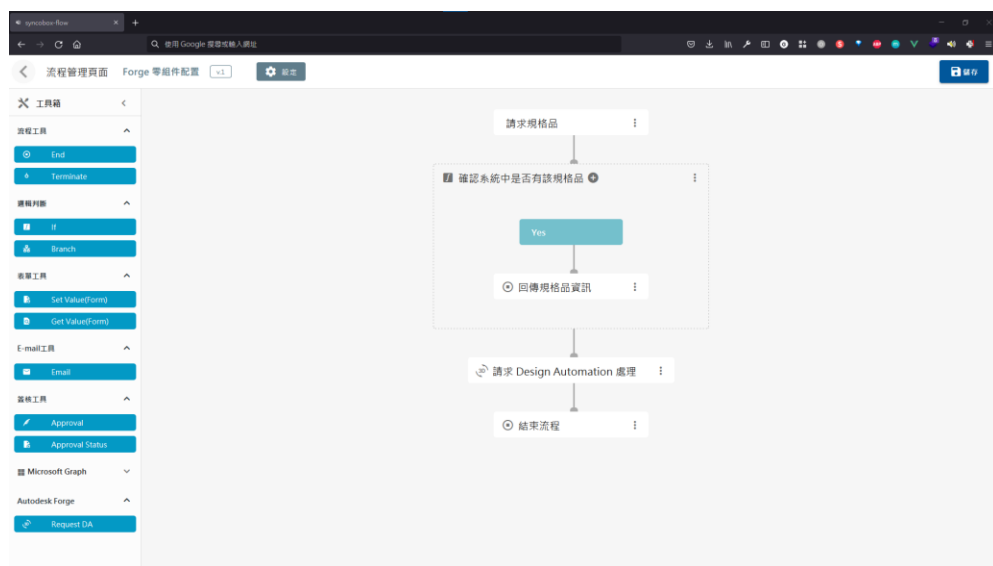 syncobox-flow
使用 Google 搜尋或輸入網址
流程管理頁面 Forge 零組件配置 v.1 設定 儲存
工具箱
流程工具
End
Terminate
邏輯判斷
If
Branch
表單工具
Set Value(Form)
Get Value(Form)
E-mail工具
Email
簽核工具
Approval
Approval Status
Microsoft Graph
Autodesk Forge
Request DA
請求規格品
確認系統中是否有該規格品
Yes
回傳規格品資訊
請求 Design Automation 處理
結束流程